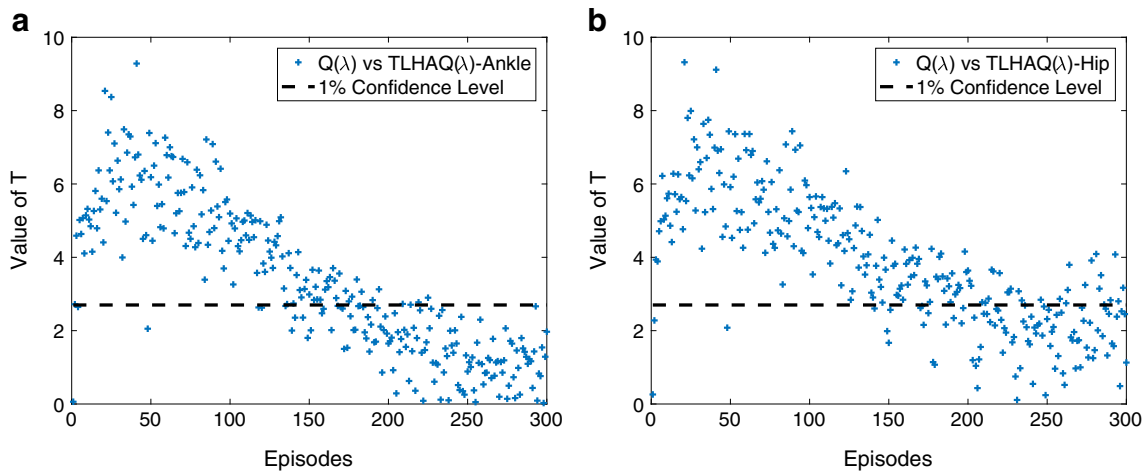 a
10
8
6
4
2
0
Value of T
0 50 100 150 200 250 300
Episodes
Q(λ) vs TLHAQ(λ)-Ankle
1% Confidence Level
b
10
8
6
4
2
0
Value of T
0 50 100 150 200 250 300
Episodes
Q(λ) vs TLHAQ(λ)-Hip
1% Confidence Level